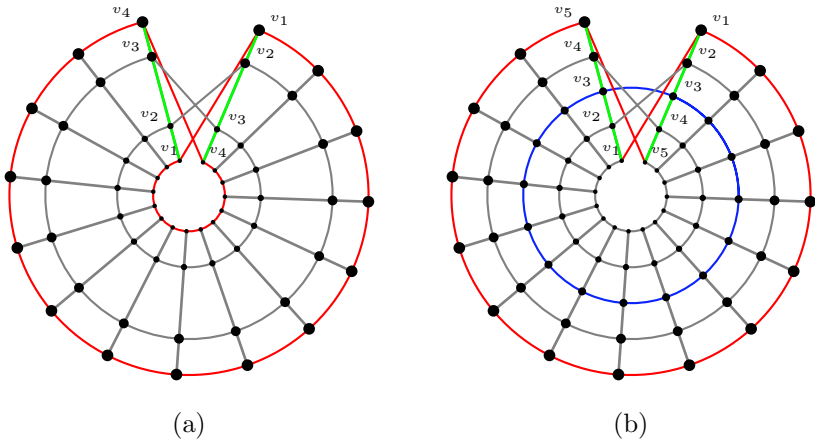 v₄ v₁ v₅ v₁
v₃ v₂ v₄ v₂
v₃ v₃
v₂ v₃ v₂ v₄
v₁ v₄ v₁ v₅
(a) (b)